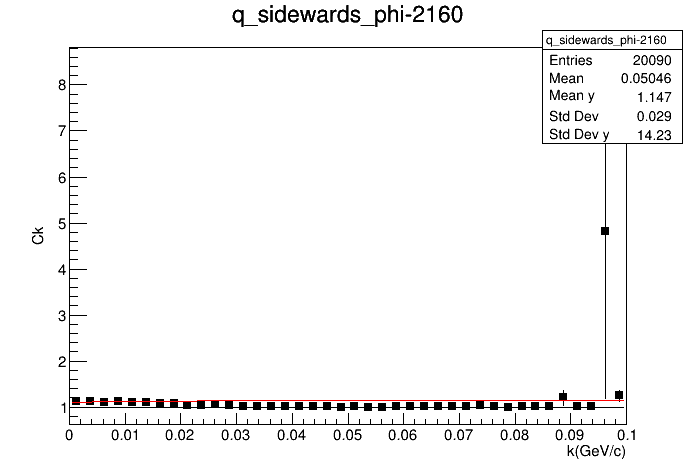 q_sidewards_phi-2160
q_sidewards_phi-2160
Entries 20090
Mean 0.05046
Mean y 1.147
Std Dev 0.029
Std Dev y 14.23
Ck
8
7
6
5
4
3
2
1
0 0.01 0.02 0.03 0.04 0.05 0.06 0.07 0.08 0.09 0.1
k(GeV/c)